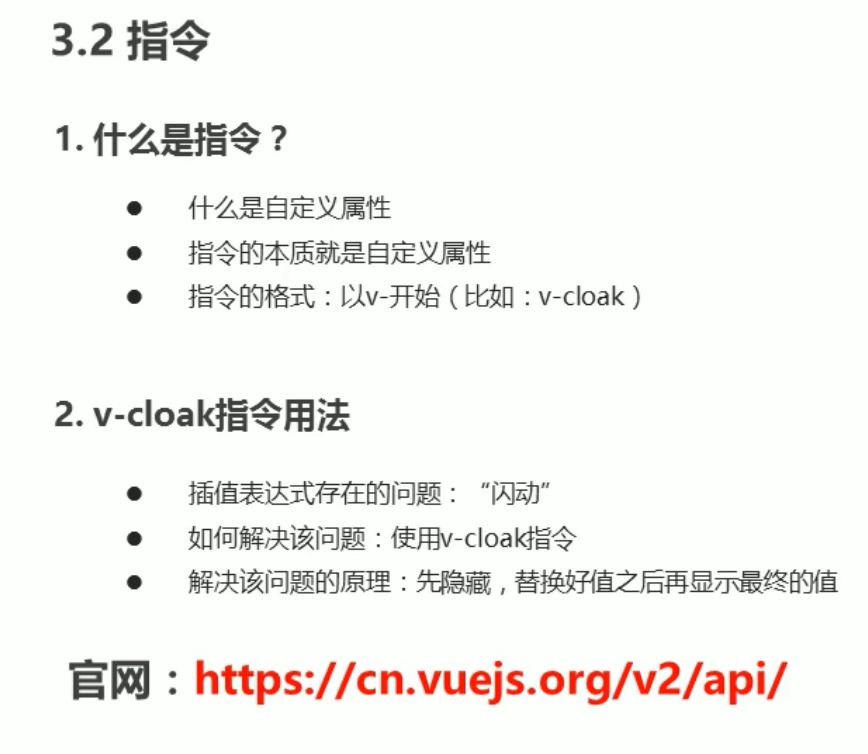 3.2 指令
1. 什么是指令？
● 什么是自定义属性
● 指令的本质就是自定义属性
● 指令的格式：以v-开始（比如：v-cloak）
2. v-cloak指令用法
● 插值表达式存在的问题：“闪动”
● 如何解决该问题：使用v-cloak指令
● 解决该问题的原理：先隐藏，替换好值之后再显示最终的值
官网：https://cn.vuejs.org/v2/api/